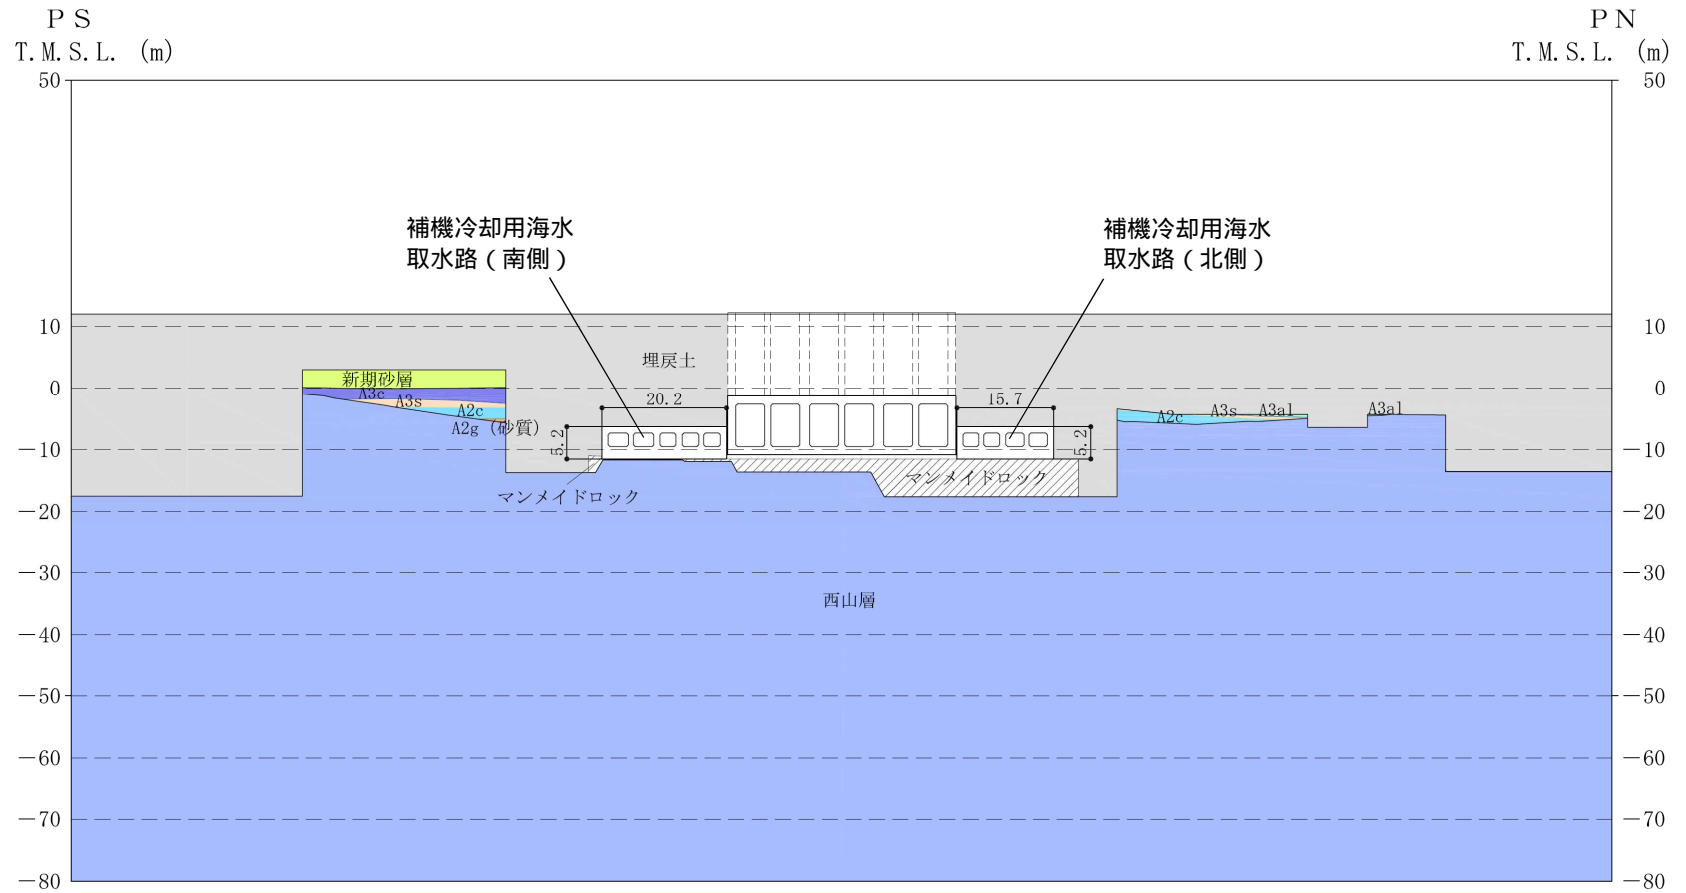 ＰＳ
ＰＮ
T.M.S.L. (m)
T.M.S.L. (m)
50
50
補機冷却用海水
取水路（南側）
補機冷却用海水
取水路（北側）
10
10
埋戻土
新期砂層
0
0
A3c
A3s
A2c
A2g（砂質）
20.2
15.7
A2c
A3s
A3al
A3al
5.2
5.2
－10
－10
マンメイドロック
マンメイドロック
－20
－20
－30
－30
西山層
－40
－40
－50
－50
－60
－60
－70
－70
－80
－80